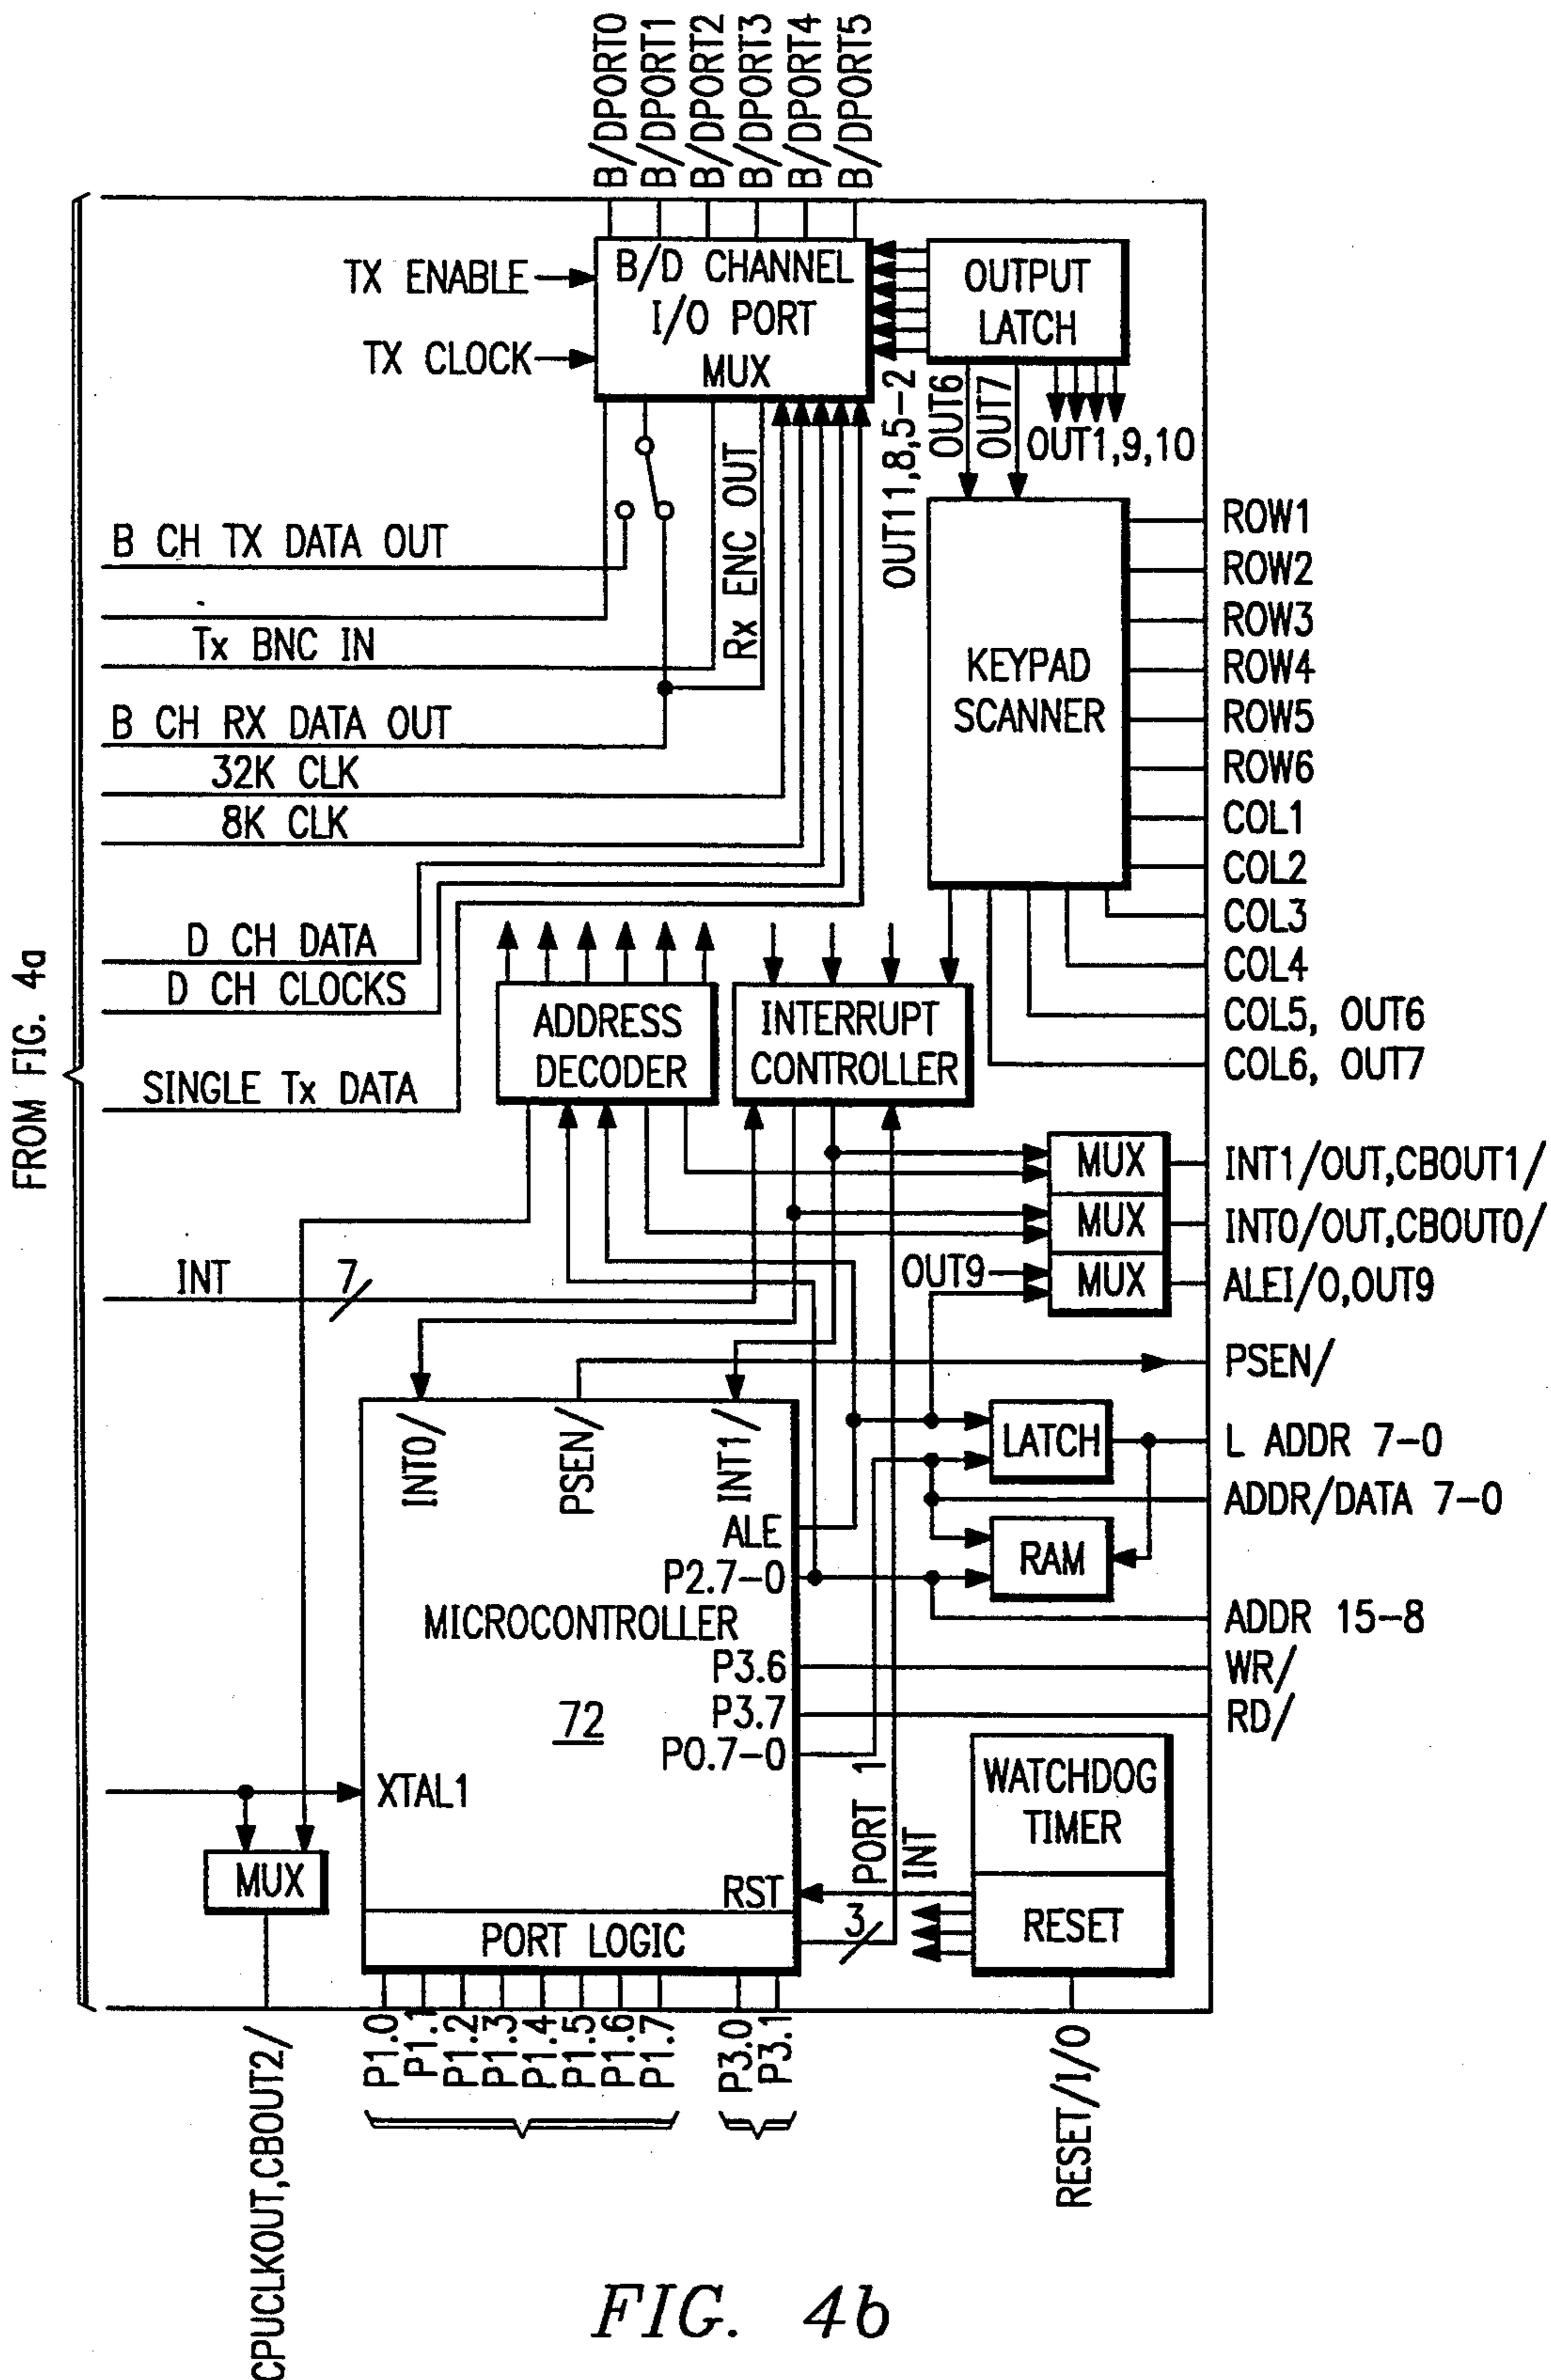 B/DPORT0
B/DPORT1
B/DPORT2
B/DPORT3
B/DPORT4
B/DPORT5
TX ENABLE
TX CLOCK
B/D CHANNEL
I/O PORT
MUX
OUTPUT
LATCH
OUT11,8,5-2
OUT6
OUT7
OUT1,9,10
B CH TX DATA OUT
Tx BNC IN
Rx ENC OUT
B CH RX DATA OUT
32K CLK
8K CLK
D CH DATA
D CH CLOCKS
SINGLE Tx DATA
FROM FIG. 4a
KEYPAD
SCANNER
ROW1
ROW2
ROW3
ROW4
ROW5
ROW6
COL1
COL2
COL3
COL4
COL5, OUT6
COL6, OUT7
ADDRESS
DECODER
INTERRUPT
CONTROLLER
MUX
INT1/OUT,CBOUT1/
MUX
INT0/OUT,CBOUT0/
OUT9
MUX
ALEI/O,OUT9
INT
7
PSEN/
INT0/
PSEN/
INT1/
LATCH
L ADDR 7-0
ADDR/DATA 7-0
ALE
P2.7-0
RAM
MICROCONTROLLER
ADDR 15-8
P3.6
WR/
72
P3.7
RD/
P0.7-0
XTAL1
PORT 1
INT
WATCHDOG
TIMER
MUX
RST
RESET
PORT LOGIC
3
P1.0
P1.1
P1.2
P1.3
P1.4
P1.5
P1.6
P1.7
P3.0
P3.1
CPUCLKOUT,CBOUT2/
RESET/I/O
FIG. 4b